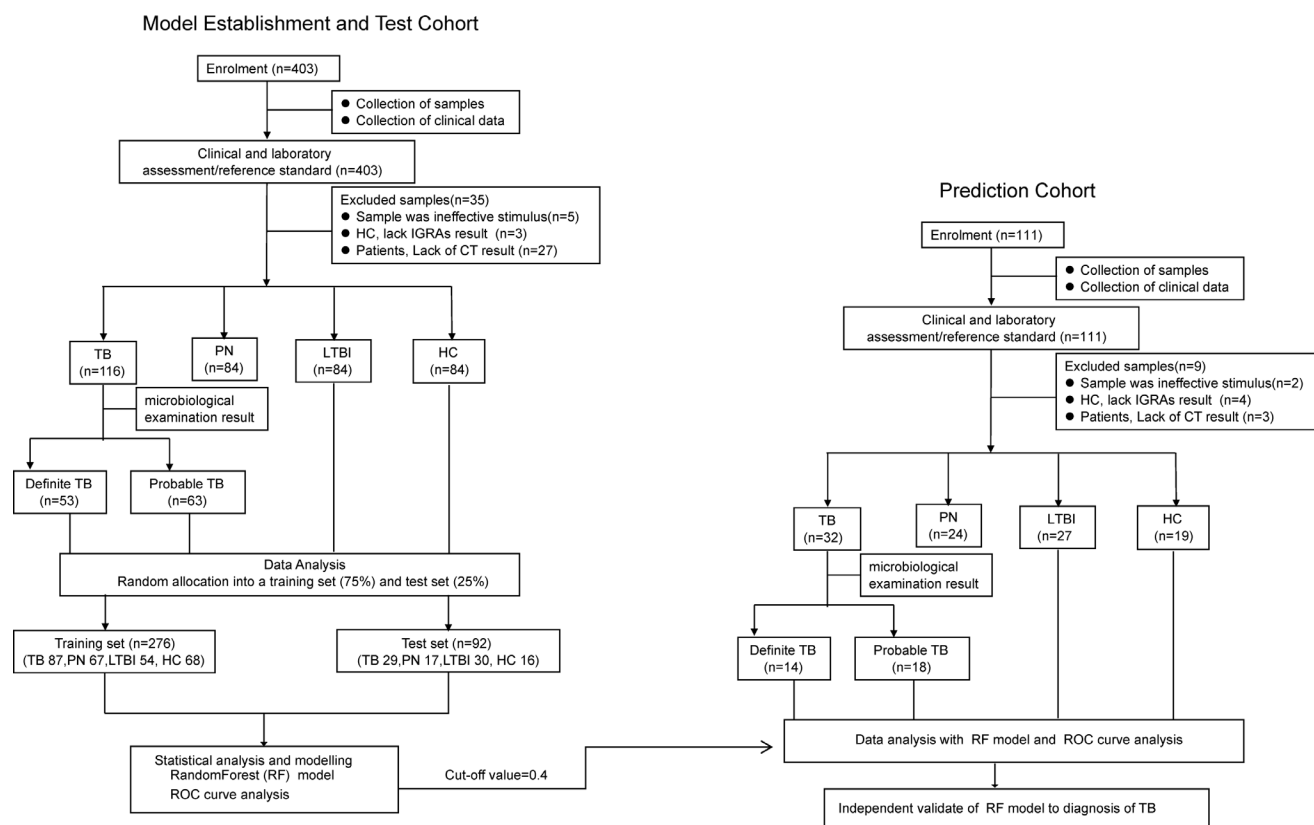 Model Establishment and Test Cohort
Enrolment (n=403)
● Collection of samples
● Collection of clinical data
Clinical and laboratory
assessment/reference standard (n=403)
Excluded samples(n=35)
● Sample was ineffective stimulus(n=5)
● HC, lack IGRAs result (n=3)
● Patients, Lack of CT result (n=27)
TB
(n=116)
PN
(n=84)
LTBI
(n=84)
HC
(n=84)
microbiological
examination result
Definite TB
(n=53)
Probable TB
(n=63)
Data Analysis
Random allocation into a training set (75%) and test set (25%)
Training set (n=276)
(TB 87,PN 67,LTBI 54, HC 68)
Test set (n=92)
(TB 29,PN 17,LTBI 30, HC 16)
Statistical analysis and modelling
RandomForest (RF) model
ROC curve analysis
Cut-off value=0.4
Prediction Cohort
Enrolment (n=111)
● Collection of samples
● Collection of clinical data
Clinical and laboratory
assessment/reference standard (n=111)
Excluded samples(n=9)
● Sample was ineffective stimulus(n=2)
● HC, lack IGRAs result (n=4)
● Patients, Lack of CT result (n=3)
TB
(n=32)
PN
(n=24)
LTBI
(n=27
HC
(n=19)
microbiological
examination result
Definite TB
(n=14)
Probable TB
(n=18)
Data analysis with RF model and ROC curve analysis
Independent validate of RF model to diagnosis of TB